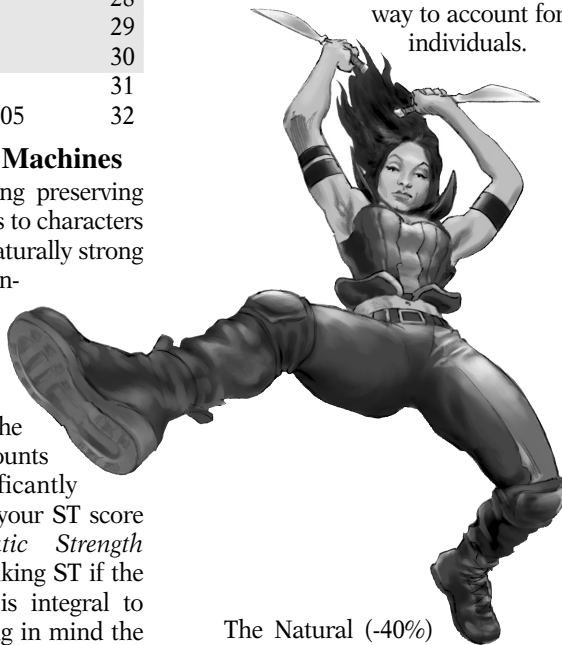 28
29
30
31
05 32
Machines
ng preserving
s to characters
aturally strong
n-
he
ounts
ficantly
your ST score
tic Strength
king ST if the
is integral to
g in mind the
way to account for
individuals.
The Natural (-40%)